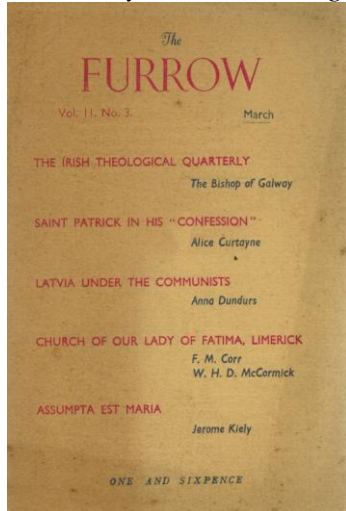 The
FURROW
Vol. 11. No. 3.
March
THE IRISH THEOLOGICAL QUARTERLY
The Bishop of Galway
SAINT PATRICK IN HIS "CONFESSION"
Alice Curtayne
LATVIA UNDER THE COMMUNISTS
Anna Dundurs
CHURCH OF OUR LADY OF FATIMA, LIMERICK
F. M. Corr
W. H. D. McCormick
ASSUMPTA EST MARIA
Jerome Kiely
ONE AND SIXPENCE